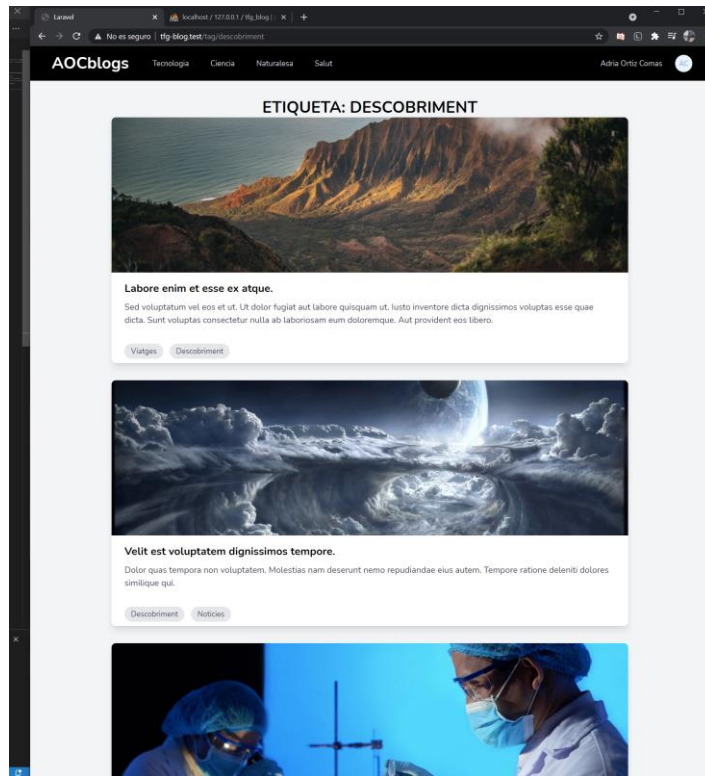 Laravel
localhost / 127.0.0.1 / tfg_blog |
No es seguro | tfg-blog.test/tag/descobriment
AOCblogs Tecnologia Ciencia Naturalesa Salut Adria Ortiz Comas AC
ETIQUETA: DESCOBRIMENT
Labore enim et esse ex atque.
Sed voluptatum vel eos et ut. Ut dolor fugiat aut labore quisquam ut. Iusto inventore dicta dignissimos voluptas esse quae
dicta. Sunt voluptas consectetur nulla ab laboriosam eum doloremque. Aut provident eos libero.
Viatges Descobriment
Velit est voluptatem dignissimos tempore.
Dolor quas tempora non voluptatem. Molestias nam deserunt nemo repudiandae eius autem. Tempore ratione deleniti dolores
similique qui.
Descobriment Noticies